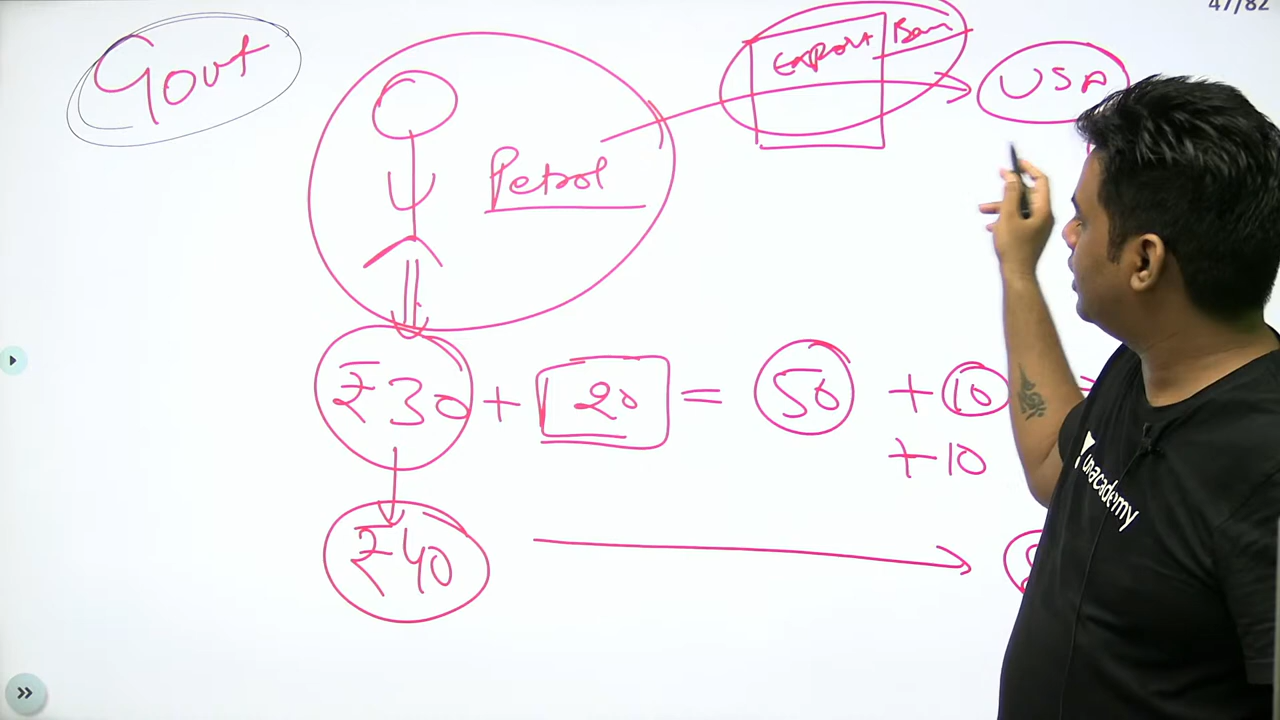 47/82
Govt
Export Ban
USA
Petrol
₹30 + 20 = 50 + 10 =
+10
₹40
unacademy